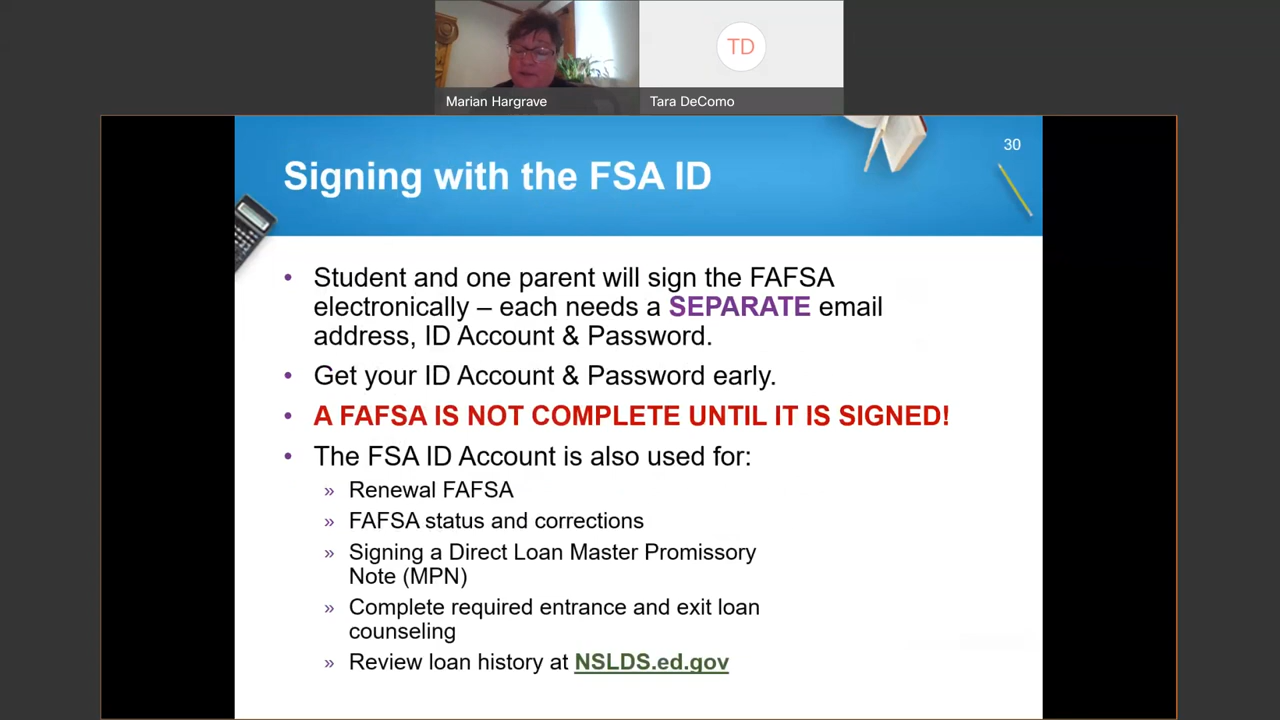 TD
Marian Hargrave
Tara DeComo
30
Signing with the FSA ID
• Student and one parent will sign the FAFSA
electronically – each needs a SEPARATE email
address, ID Account & Password.
• Get your ID Account & Password early.
• A FAFSA IS NOT COMPLETE UNTIL IT IS SIGNED!
• The FSA ID Account is also used for:
» Renewal FAFSA
» FAFSA status and corrections
» Signing a Direct Loan Master Promissory
Note (MPN)
» Complete required entrance and exit loan
counseling
» Review loan history at NSLDS.ed.gov